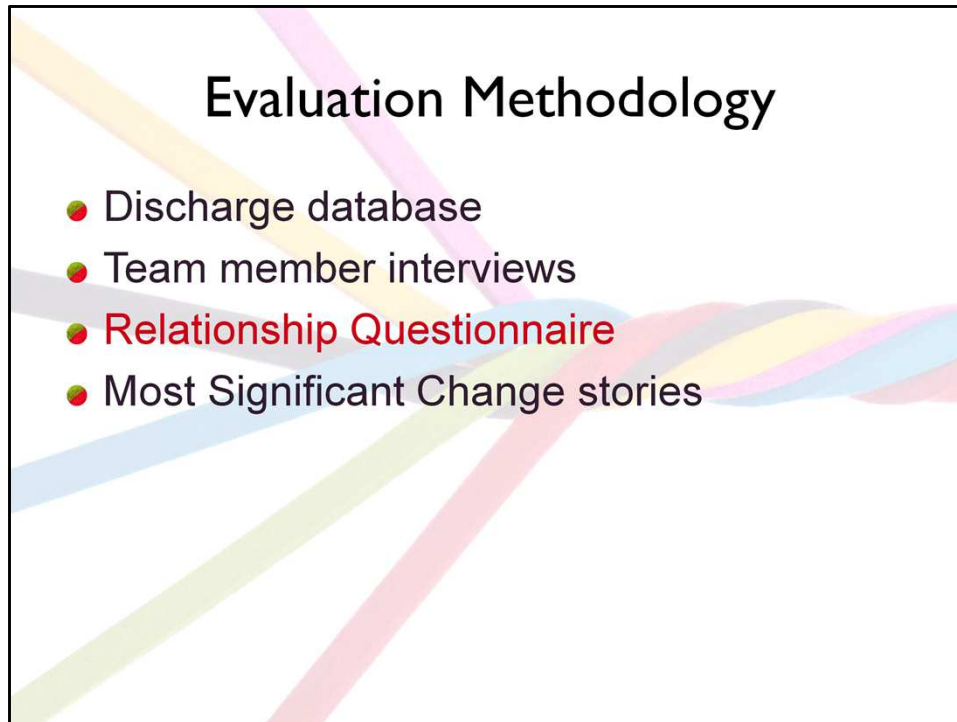 Evaluation Methodology
Discharge database
Team member interviews
Relationship Questionnaire
Most Significant Change stories